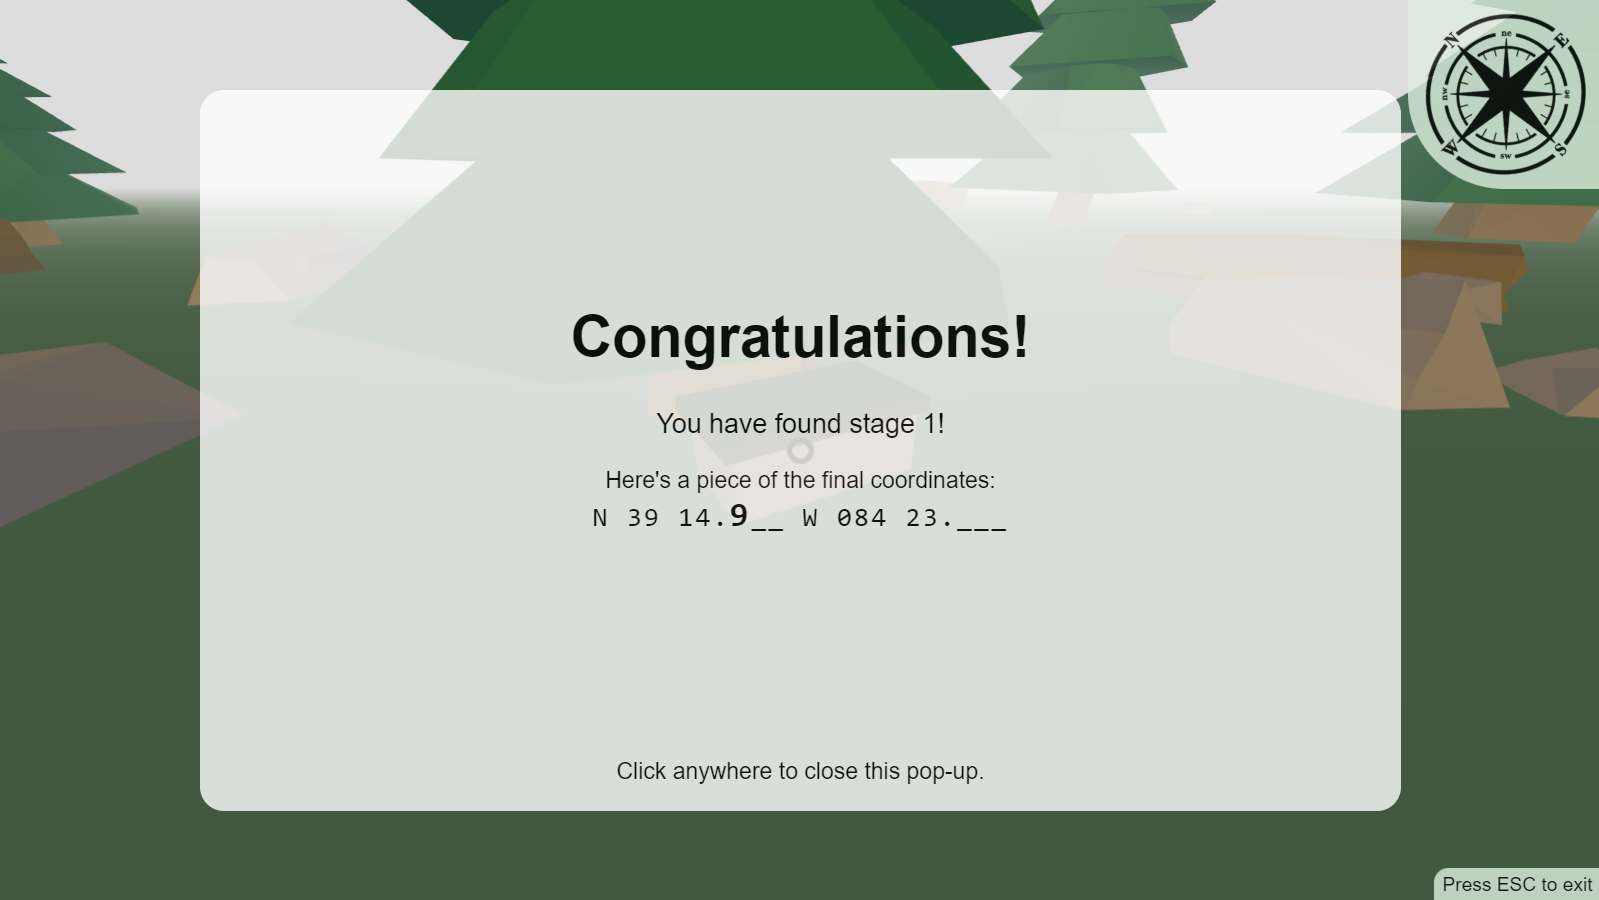 N ne E
nw se
W sw S
Congratulations!
You have found stage 1!
Here's a piece of the final coordinates:
N 39 14.9__ W 084 23.___
Click anywhere to close this pop-up.
Press ESC to exit